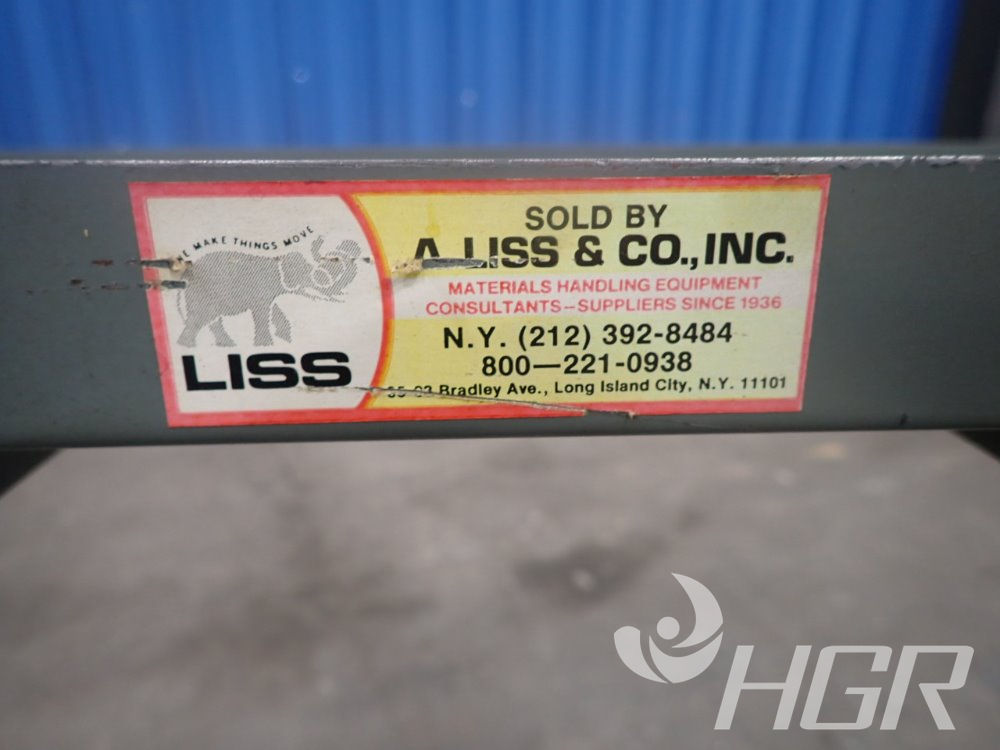 WE MAKE THINGS MOVE
LISS
SOLD BY
A. LISS & CO., INC.
MATERIALS HANDLING EQUIPMENT
CONSULTANTS—SUPPLIERS SINCE 1936
N.Y. (212) 392-8484
800—221-0938
Bradley Ave., Long Island City, N.Y. 11101
HGR